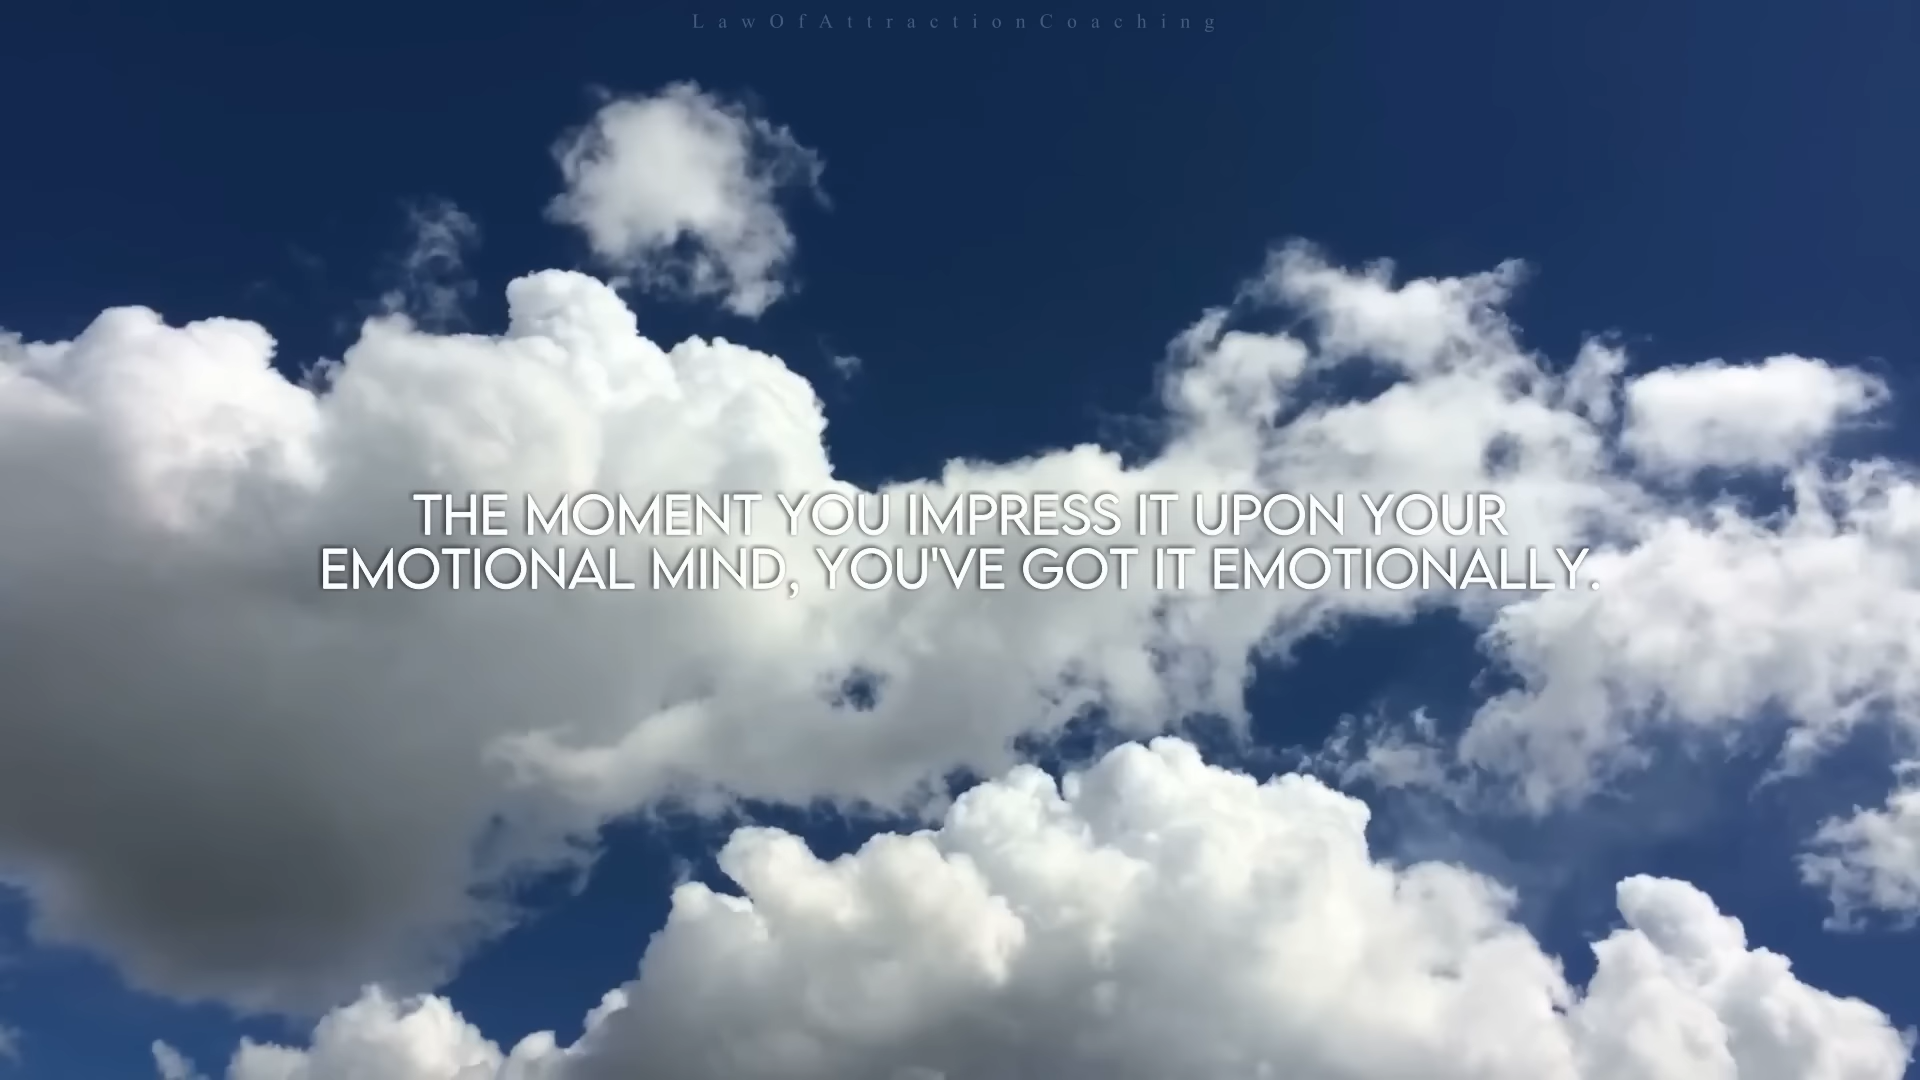 LawOfAttractionCoaching
THE MOMENT YOU IMPRESS IT UPON YOUR
EMOTIONAL MIND, YOU'VE GOT IT EMOTIONALLY.